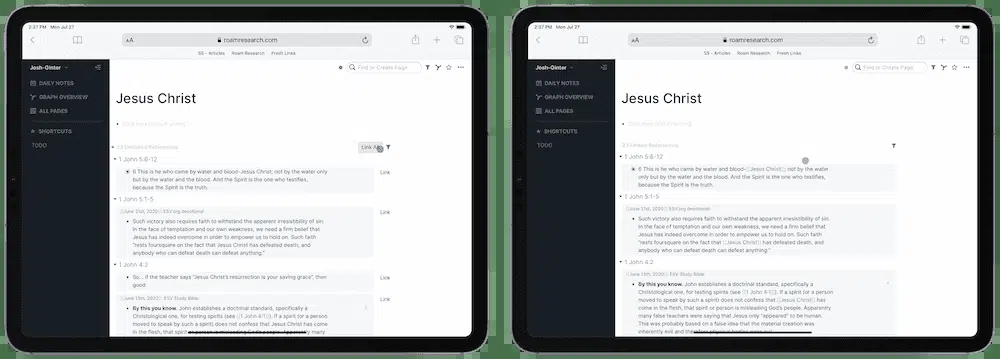 2:37 PM Mon Jul 27
AA
roamresearch.com
SS - Articles Roam Research Fresh Links
Josh-Ginter
Find or Create Page
DAILY NOTES
GRAPH OVERVIEW
ALL PAGES
SHORTCUTS
TODO
Jesus Christ
Link All
1 John 5:6-12
6 This is he who came by water and blood-Jesus Christ; not by the water
only but by the water and the blood. And the Spirit is the one who testifies,
because the Spirit is the truth.
Link
1 John 5:1-5
[[June 21st, 2020]] ESV.org devotional
Such victory also requires faith to withstand the apparent irresistibility of sin.
In the face of temptation and our own weakness, we need a firm belief that
Jesus has indeed overcome in order to empower us to hold on. Such faith
"rests foursquare on the fact that Jesus Christ has defeated death, and
anybody who can defeat death can defeat anything."
Link
1 John 4:2
So... if the teacher says "Jesus Christ's resurrection is your saving grace", then
good
Link
ESV Study Bible
Link
By this you know. John establishes a doctrinal standard, specifically a
Christological one, for testing spirits (see [[1 John 4:1]]). If a spirit (or a person
moved to speak by such a spirit) does not confess that Jesus Christ has come
in the flesh, that spirit or person is misleading God's people. Apparently many
2:37 PM Mon Jul 27
AA
roamresearch.com
SS - Articles Roam Research Fresh Links
Josh-Ginter
Find or Create Page
DAILY NOTES
GRAPH OVERVIEW
ALL PAGES
SHORTCUTS
TODO
Jesus Christ
1 John 5:6-12
6 This is he who came by water and blood-[[Jesus Christ]]; not by the water
only but by the water and the blood. And the Spirit is the one who testifies,
because the Spirit is the truth.
1 John 5:1-5
[[June 21st, 2020]] ESV.org devotional
Such victory also requires faith to withstand the apparent irresistibility of sin.
In the face of temptation and our own weakness, we need a firm belief that
Jesus has indeed overcome in order to empower us to hold on. Such faith
"rests foursquare on the fact that [[Jesus Christ]] has defeated death, and
anybody who can defeat death can defeat anything."
1 John 4:2
ESV Study Bible
By this you know. John establishes a doctrinal standard, specifically a
Christological one, for testing spirits (see [[1 John 4:1]]). If a spirit (or a person
moved to speak by such a spirit) does not confess that [[Jesus Christ]] has
come in the flesh, that spirit or person is misleading God's people. Apparently
many false teachers were saying that Jesus only "appeared" to be human.
This was probably based on a false idea that the material creation was
inherently evil and